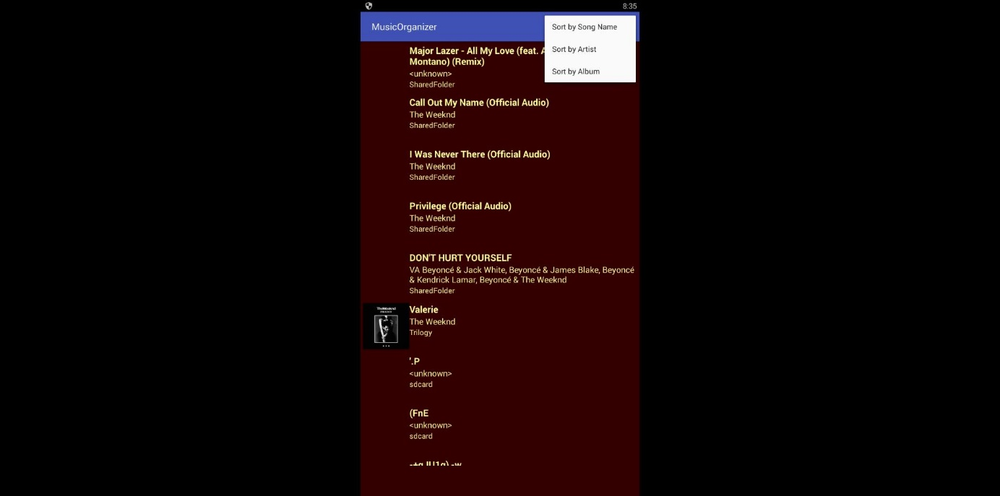 8:35
MusicOrganizer
Sort by Song Name
Sort by Artist
Sort by Album
Major Lazer - All My Love (feat. A
Montano) (Remix)
<unknown>
SharedFolder
Call Out My Name (Official Audio)
The Weeknd
SharedFolder
I Was Never There (Official Audio)
The Weeknd
SharedFolder
Privilege (Official Audio)
The Weeknd
SharedFolder
DON'T HURT YOURSELF
VA Beyoncé & Jack White, Beyoncé & James Blake, Beyoncé
& Kendrick Lamar, Beyoncé & The Weeknd
SharedFolder
TheWeeknd
Valerie
The Weeknd
Trilogy
'.P
<unknown>
sdcard
(FnE
<unknown>
sdcard